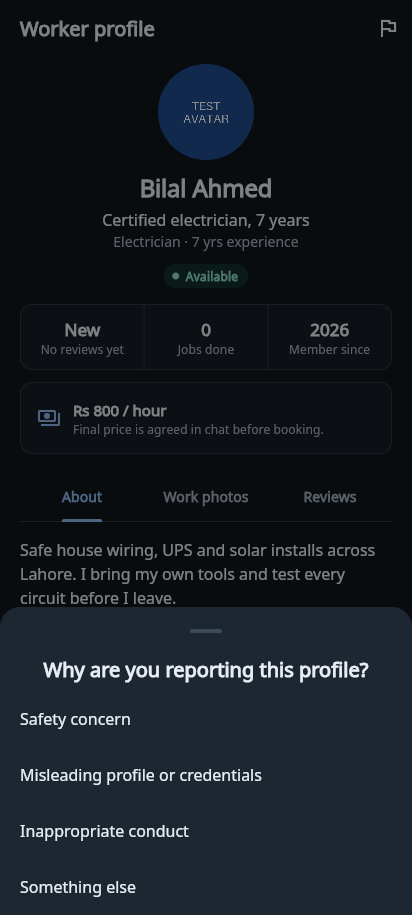 Worker profile
TEST
AVATAR
Bilal Ahmed
Certified electrician, 7 years
Electrician · 7 yrs experience
Available
New
No reviews yet
0
Jobs done
2026
Member since
Rs 800 / hour
Final price is agreed in chat before booking.
About
Work photos
Reviews
Safe house wiring, UPS and solar installs across
Lahore. I bring my own tools and test every
circuit before I leave.
Why are you reporting this profile?
Safety concern
Misleading profile or credentials
Inappropriate conduct
Something else